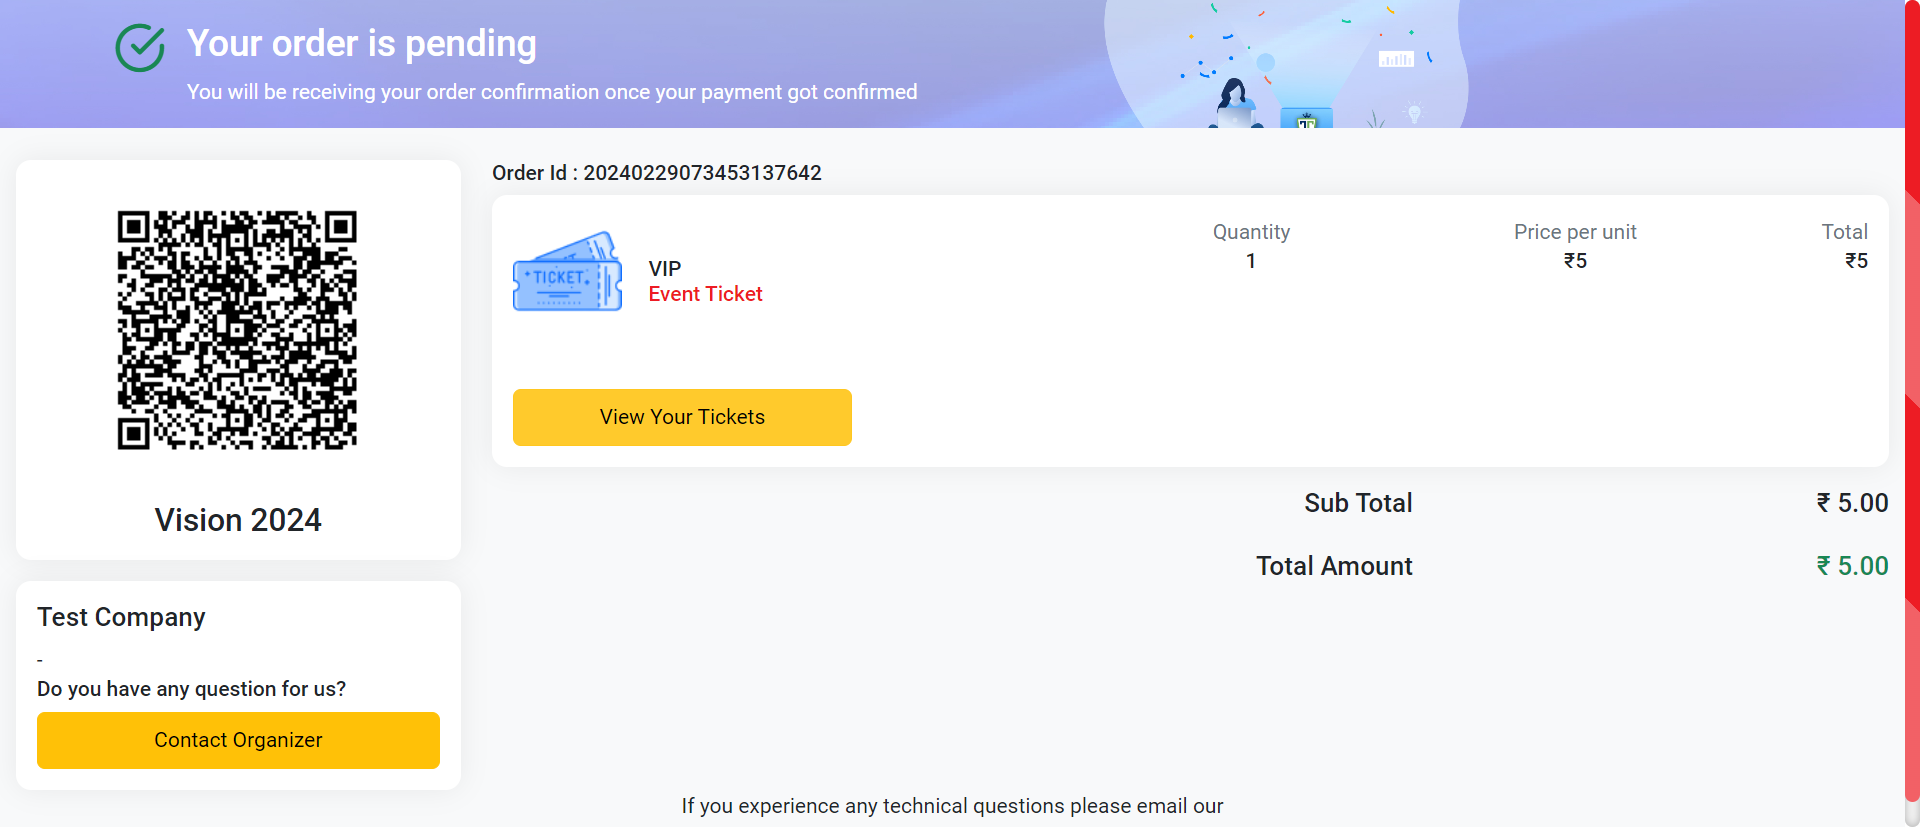 Your order is pending
You will be receiving your order confirmation once your payment got confirmed
Vision 2024
Test Company
-
Do you have any question for us?
Contact Organizer
Order Id : 20240229073453137642
TICKET
VIP
Event Ticket
Quantity
1
Price per unit
₹5
Total
₹5
View Your Tickets
Sub Total ₹ 5.00
Total Amount ₹ 5.00
If you experience any technical questions please email our